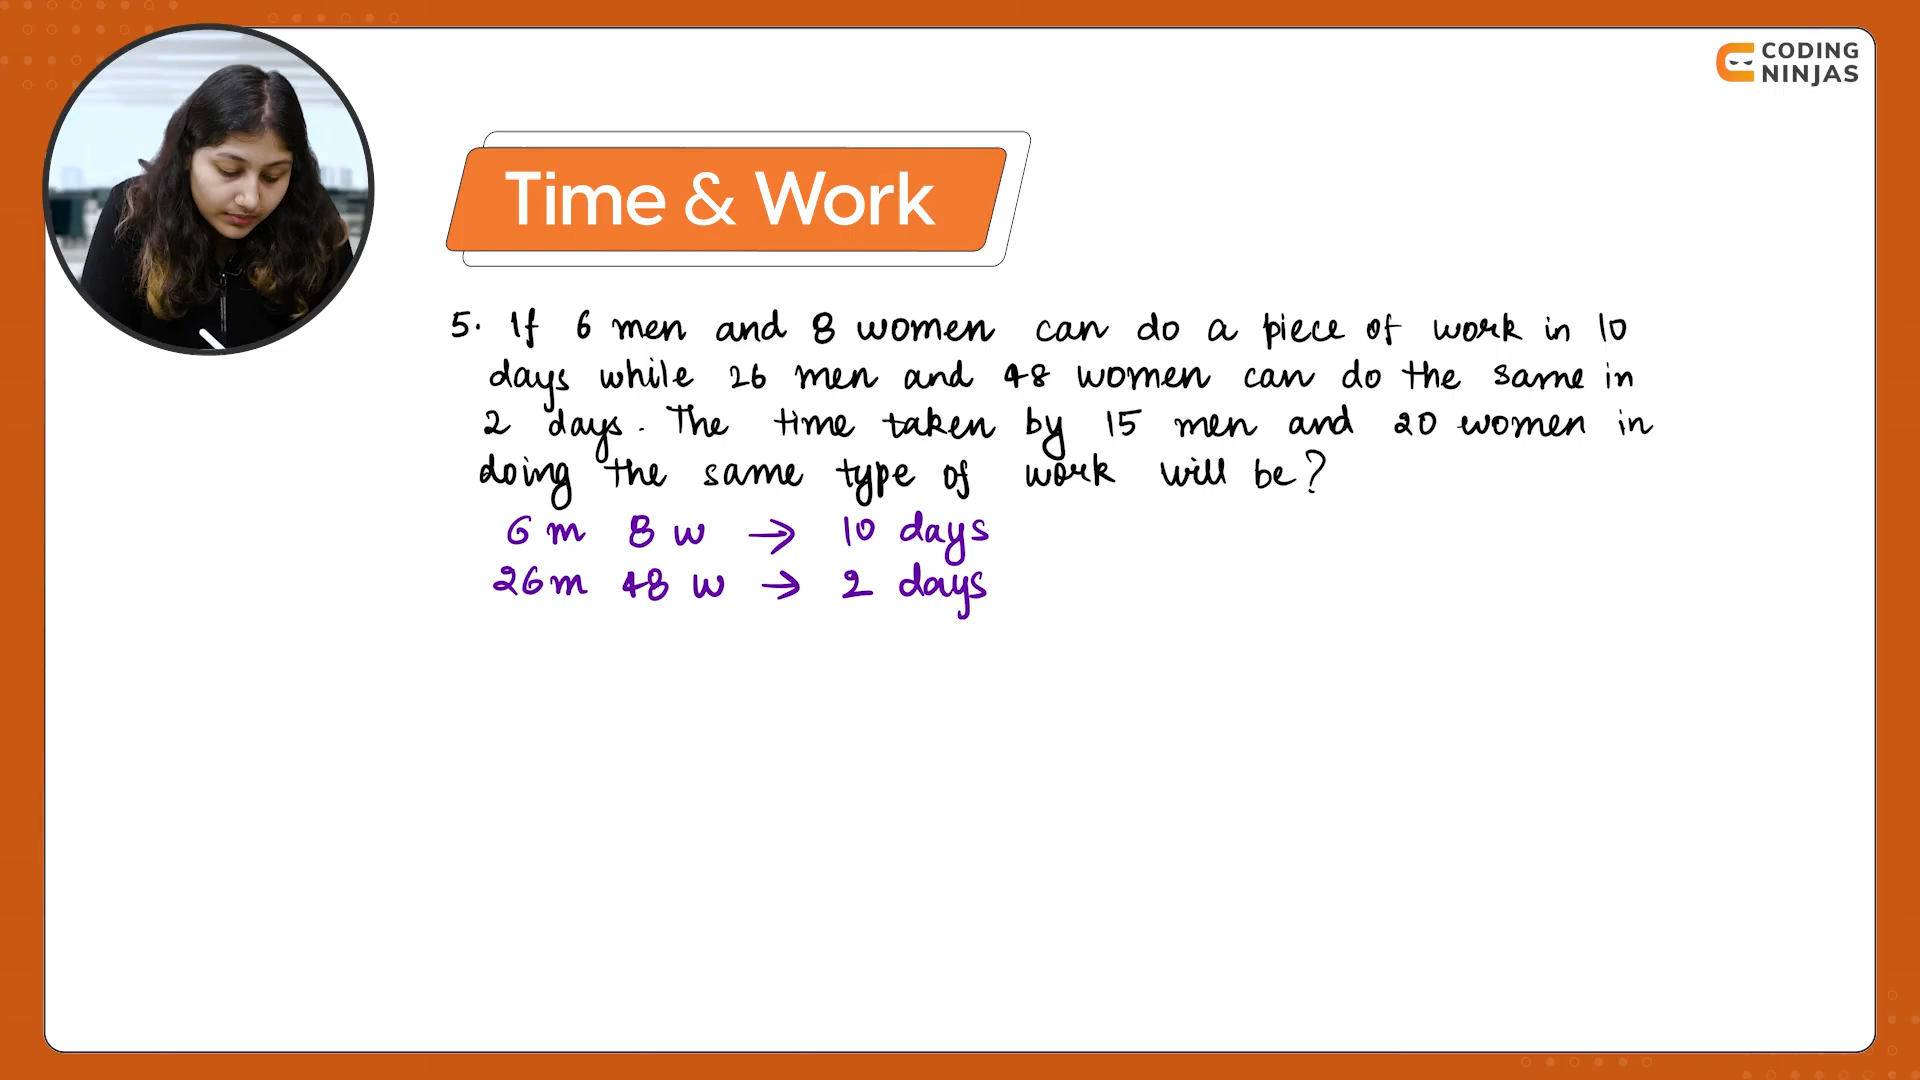 CODING
NINJAS
Time & Work
5. If 6 men and 8 women can do a piece of work in 10
days while 26 men and 48 women can do the same in
2 days. The time taken by 15 men and 20 women in
doing the same type of work will be?
6 m 8 w → 10 days
26m 48 w → 2 days